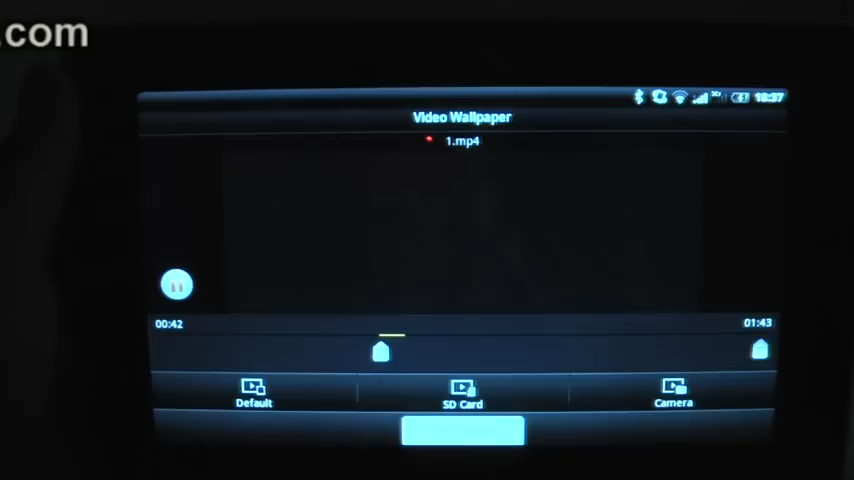 .com
18:37
Video Wallpaper
1.mp4
00:42
01:43
Default
SD Card
Camera